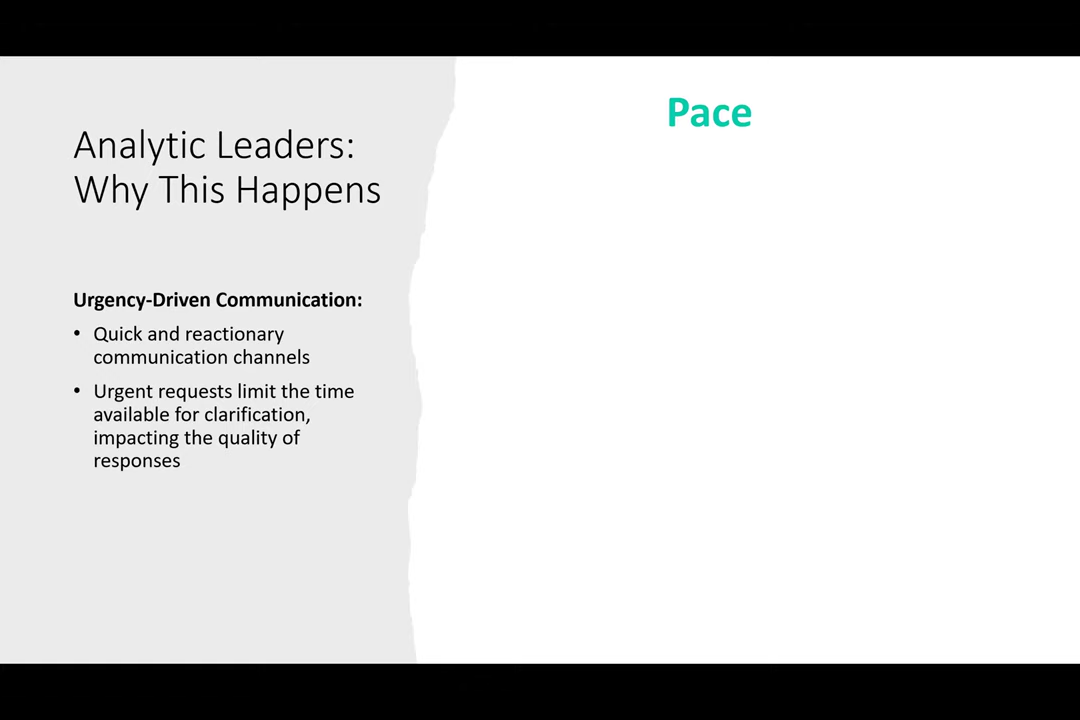 Analytic Leaders:
Why This Happens
Urgency-Driven Communication:
• Quick and reactionary
communication channels
• Urgent requests limit the time
available for clarification,
impacting the quality of
responses
Pace